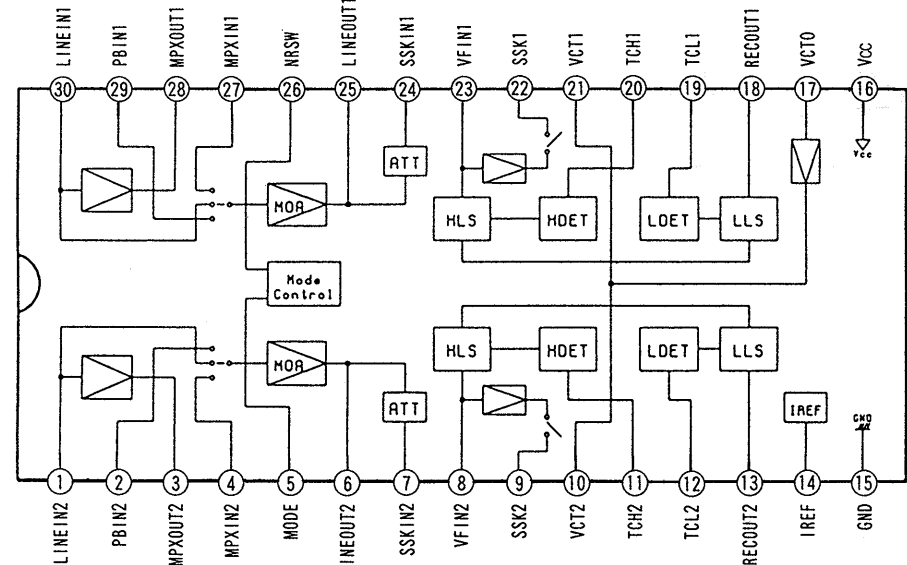 LINEIN1
PBIN1
MPXOUT1
MPXIN1
NRSW
LINEOUT1
SSKIN1
VFIN1
SSK1
VCT1
TCH1
TCL1
RECOUT1
VCTO
Vcc
30 29 28 27 26 25 24 23 22 21 20 19 18 17 16
ATT
Vcc
MOA
HLS HDET LDET LLS
Mode
Control
HLS HDET LDET LLS
MOA
ATT
IREF
GND
1 2 3 4 5 6 7 8 9 10 11 12 13 14 15
LINEIN2
PBIN2
MPXOUT2
MPXIN2
MODE
INEOUT2
SSKIN2
VFIN2
SSK2
VCT2
TCH2
TCL2
RECOUT2
IREF
GND